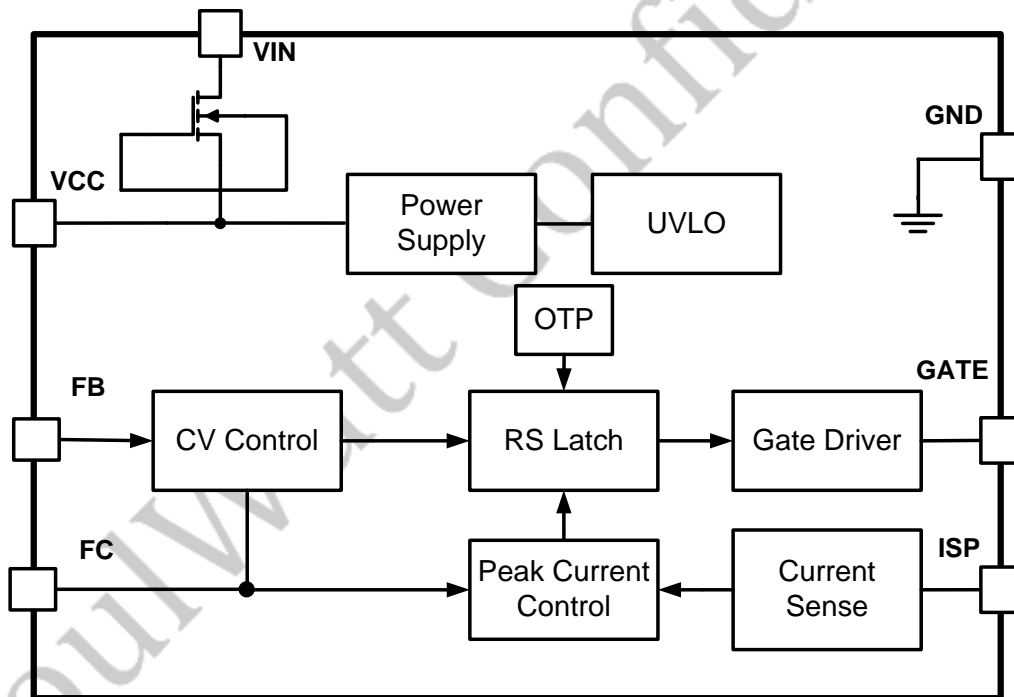 VIN
GND
VCC
Power
Supply
UVLO
OTP
FB
GATE
CV Control
RS Latch
Gate Driver
FC
ISP
Peak Current
Control
Current
Sense